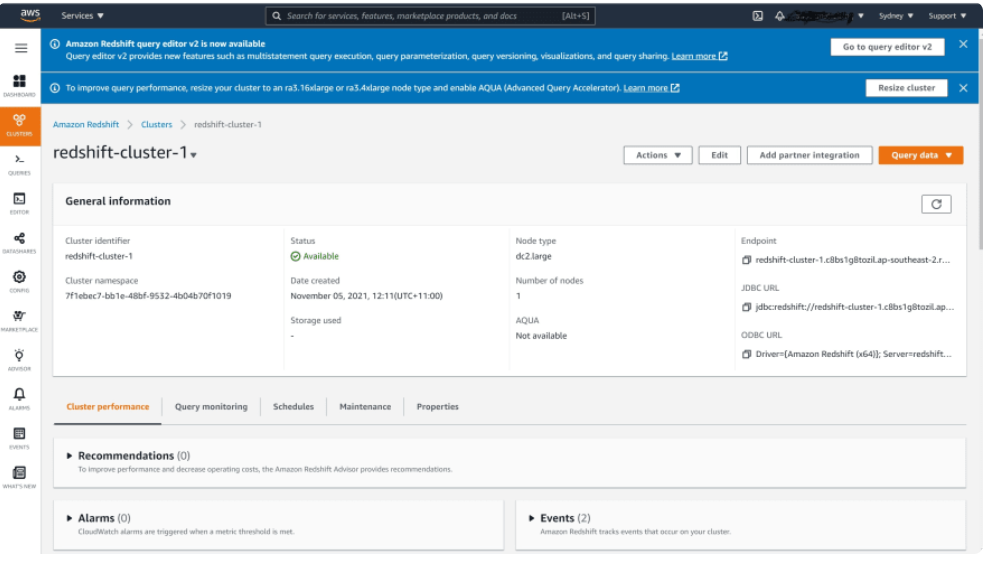 aws
Services ▼
Search for services, features, marketplace products, and docs [Alt+S]
Sydney ▼
Support ▼
Amazon Redshift query editor v2 is now available
Query editor v2 provides new features such as multistatement query execution, query parameterization, query versioning, visualizations, and query sharing. Learn more
Go to query editor v2
To improve query performance, resize your cluster to an ra3.16xlarge or ra3.4xlarge node type and enable AQUA (Advanced Query Accelerator). Learn more
Resize cluster
DASHBOARD
CLUSTERS
QUERIES
EDITOR
DATASHARES
CONFIG
MARKETPLACE
ADVISOR
ALARMS
EVENTS
WHAT'S NEW
Amazon Redshift > Clusters > redshift-cluster-1
redshift-cluster-1
Actions ▼
Edit
Add partner integration
Query data ▼
General information
Cluster identifier
redshift-cluster-1
Cluster namespace
7f1ebec7-bb1e-48bf-9532-4b04b70f1019
Status
Available
Date created
November 05, 2021, 12:11(UTC+11:00)
Storage used
-
Node type
dc2.large
Number of nodes
1
AQUA
Not available
Endpoint
redshift-cluster-1.c8bs1g8tozil.ap-southeast-2.r...
JDBC URL
jdbc:redshift://redshift-cluster-1.c8bs1g8tozil.ap...
ODBC URL
Driver={Amazon Redshift (x64)}; Server=redshift...
Cluster performance
Query monitoring
Schedules
Maintenance
Properties
Recommendations (0)
To improve performance and decrease operating costs, the Amazon Redshift Advisor provides recommendations.
Alarms (0)
CloudWatch alarms are triggered when a metric threshold is met.
Events (2)
Amazon Redshift tracks events that occur on your cluster.